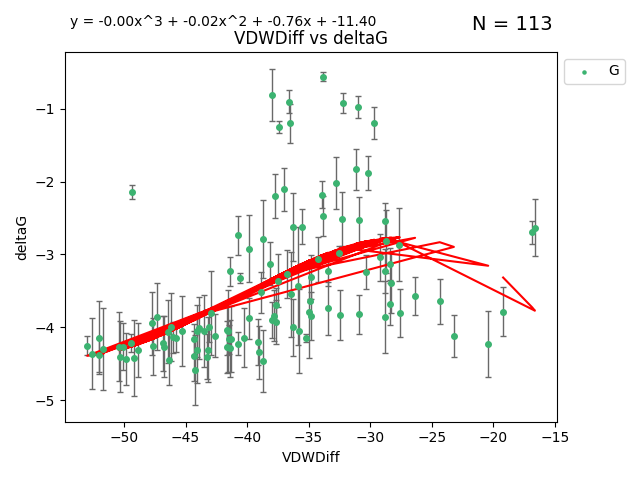 y = -0.00x^3 + -0.02x^2 + -0.76x + -11.40
N = 113
VDWDiff vs deltaG
G
−1
−2
−3
−4
−5
deltaG
−50 −45 −40 −35 −30 −25 −20 −15
VDWDiff